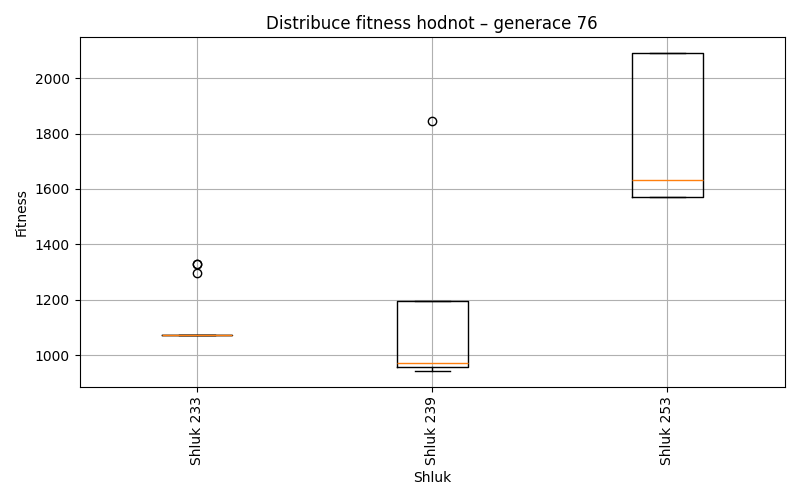 Distribuce fitness hodnot – generace 76
Fitness
2000
1800
1600
1400
1200
1000
Shluk 233
Shluk 239
Shluk 253
Shluk